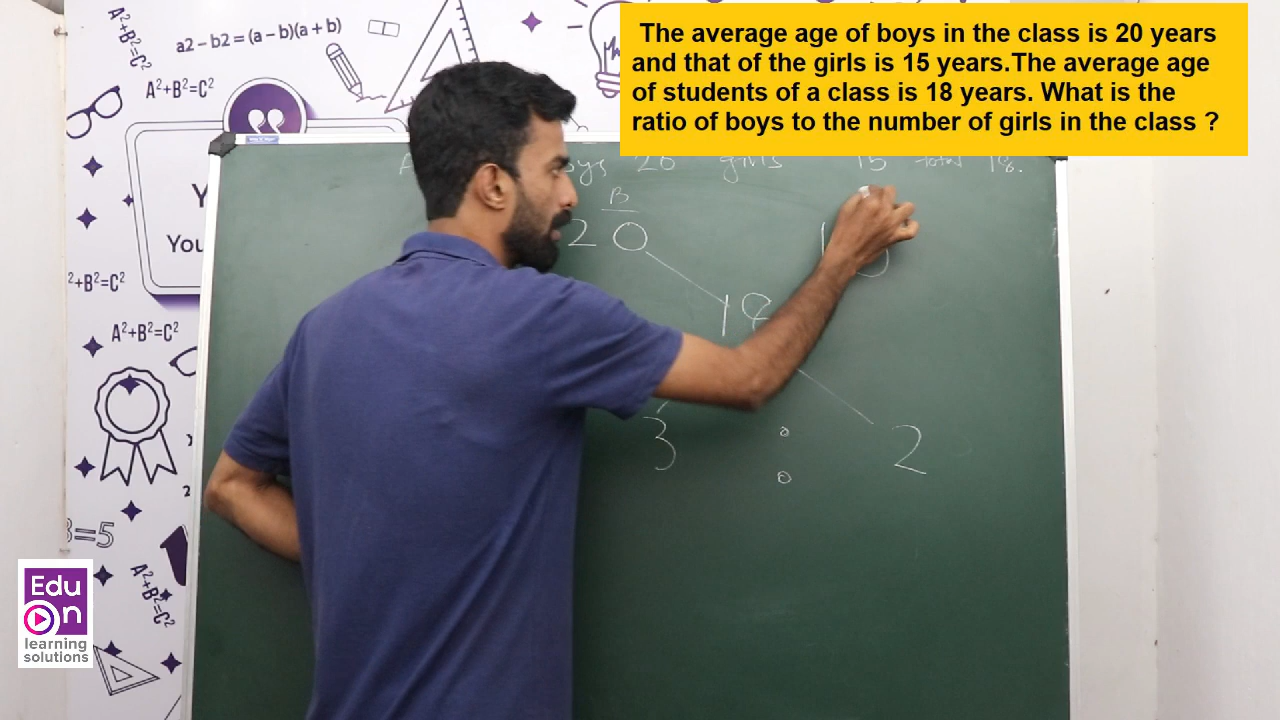 The average age of boys in the class is 20 years
and that of the girls is 15 years.The average age
of students of a class is 18 years. What is the
ratio of boys to the number of girls in the class ?
A²+B²=C²
a2 – b2 = (a – b)(a + b)
A²+B²=C²
You
20 girls 15 total 18.
B
20
18
²+B²=C²
A²+B²=C²
3 : 2
=5
A²+B²=C²
Edu
On
learning
solutions